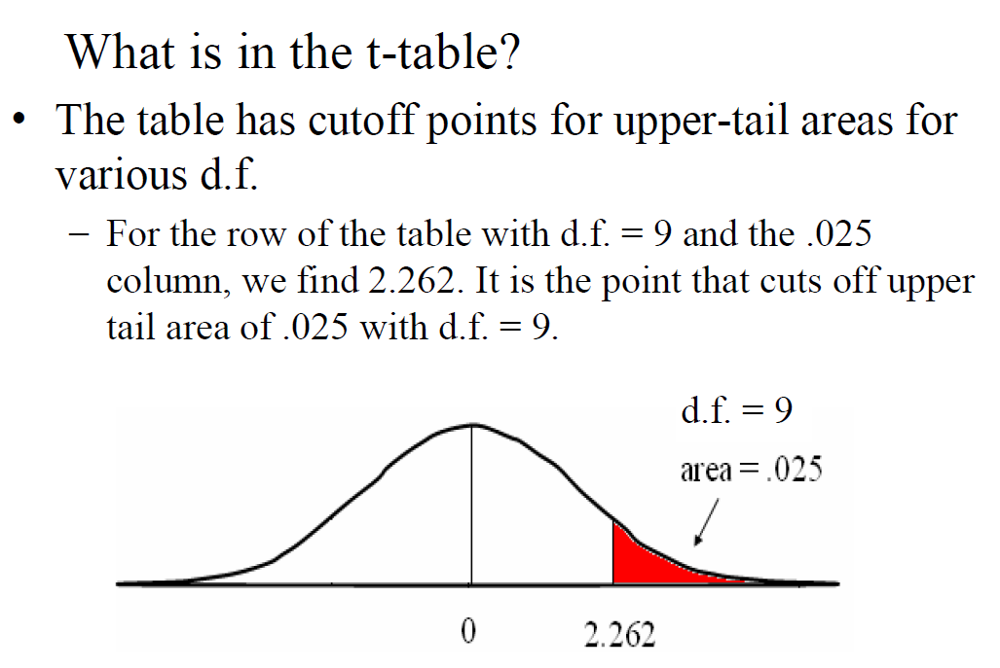 What is in the t-table?
• The table has cutoff points for upper-tail areas for
various d.f.
– For the row of the table with d.f. = 9 and the .025
column, we find 2.262. It is the point that cuts off upper
tail area of .025 with d.f. = 9.
d.f. = 9
area = .025
0
2.262